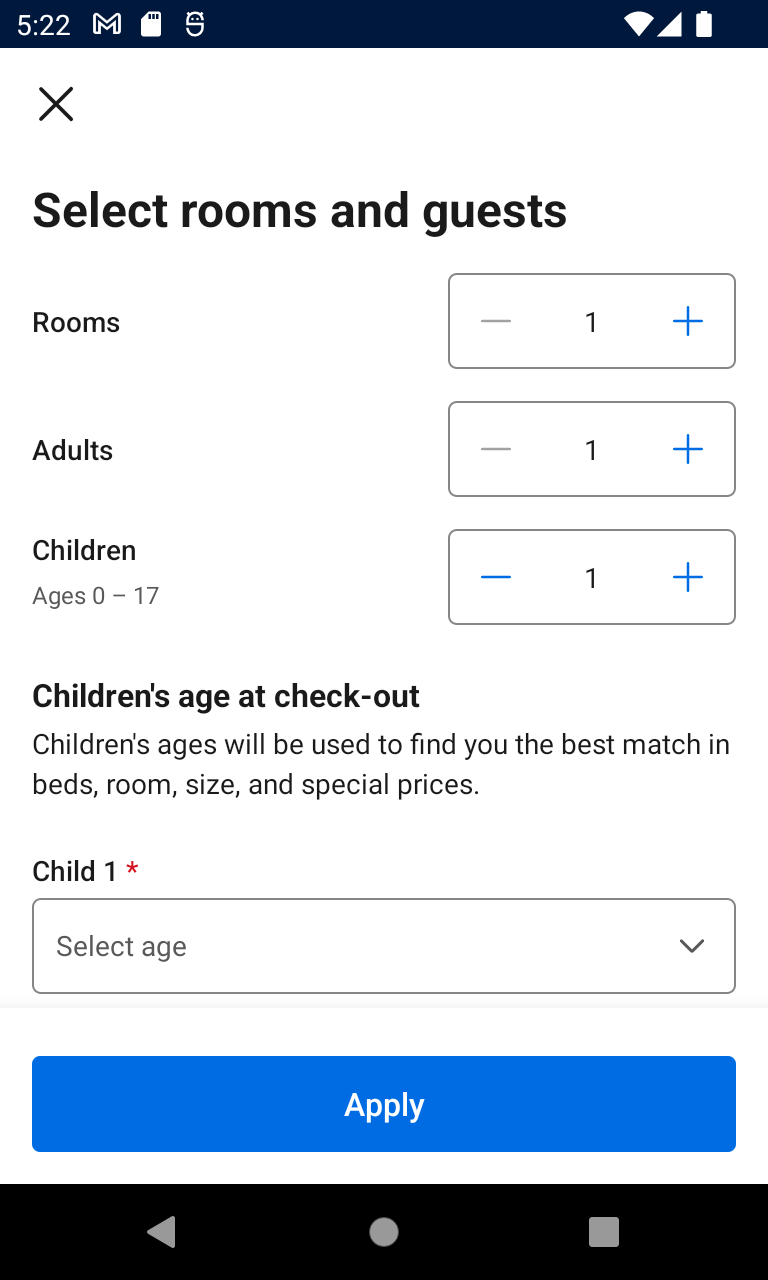 5:22
Select rooms and guests
Rooms
1
Adults
1
Children
Ages 0 – 17
1
Children's age at check-out
Children's ages will be used to find you the best match in
beds, room, size, and special prices.
Child 1 *
Select age
Apply